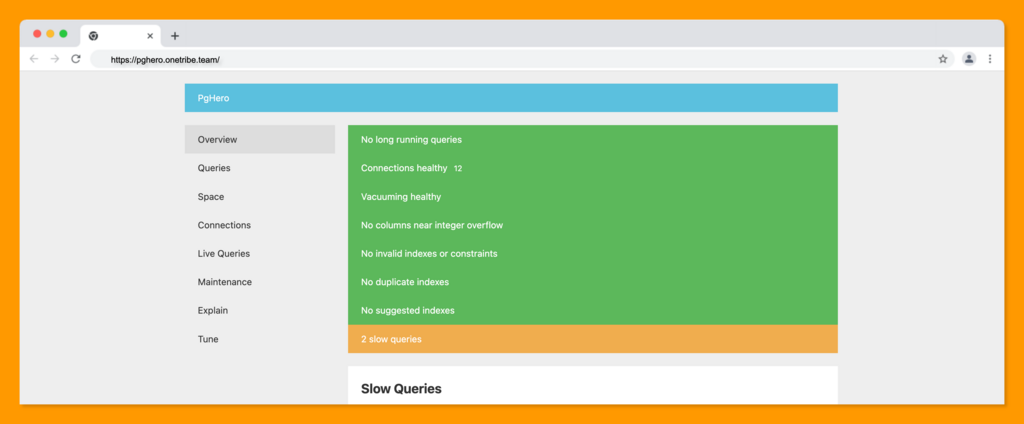 https://pghero.onetribe.team/
PgHero
Overview
Queries
Space
Connections
Live Queries
Maintenance
Explain
Tune
No long running queries
Connections healthy 12
Vacuuming healthy
No columns near integer overflow
No invalid indexes or constraints
No duplicate indexes
No suggested indexes
2 slow queries
Slow Queries